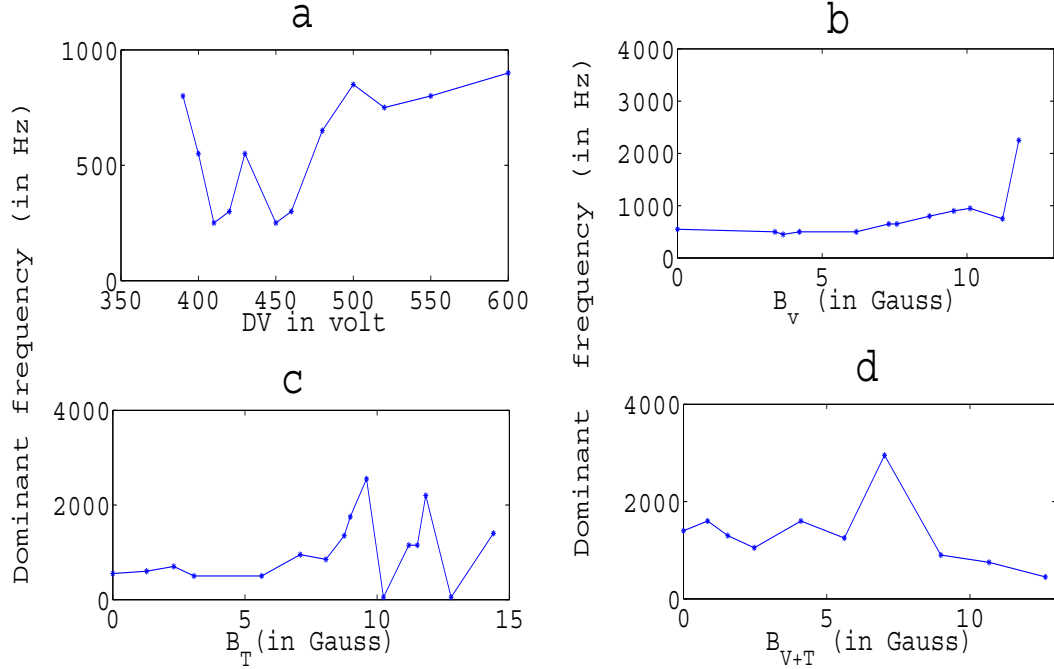 a
1000
500
0
350 400 450 500 550 600
DV in volt
b
4000
3000
2000
1000
0
0 5 10
B_V (in Gauss)
c
4000
2000
0
0 5 10 15
B_T (in Gauss)
d
4000
2000
0
0 5 10
B_V+T (in Gauss)
Dominant frequency (in Hz)
Dominant frequency (in Hz)